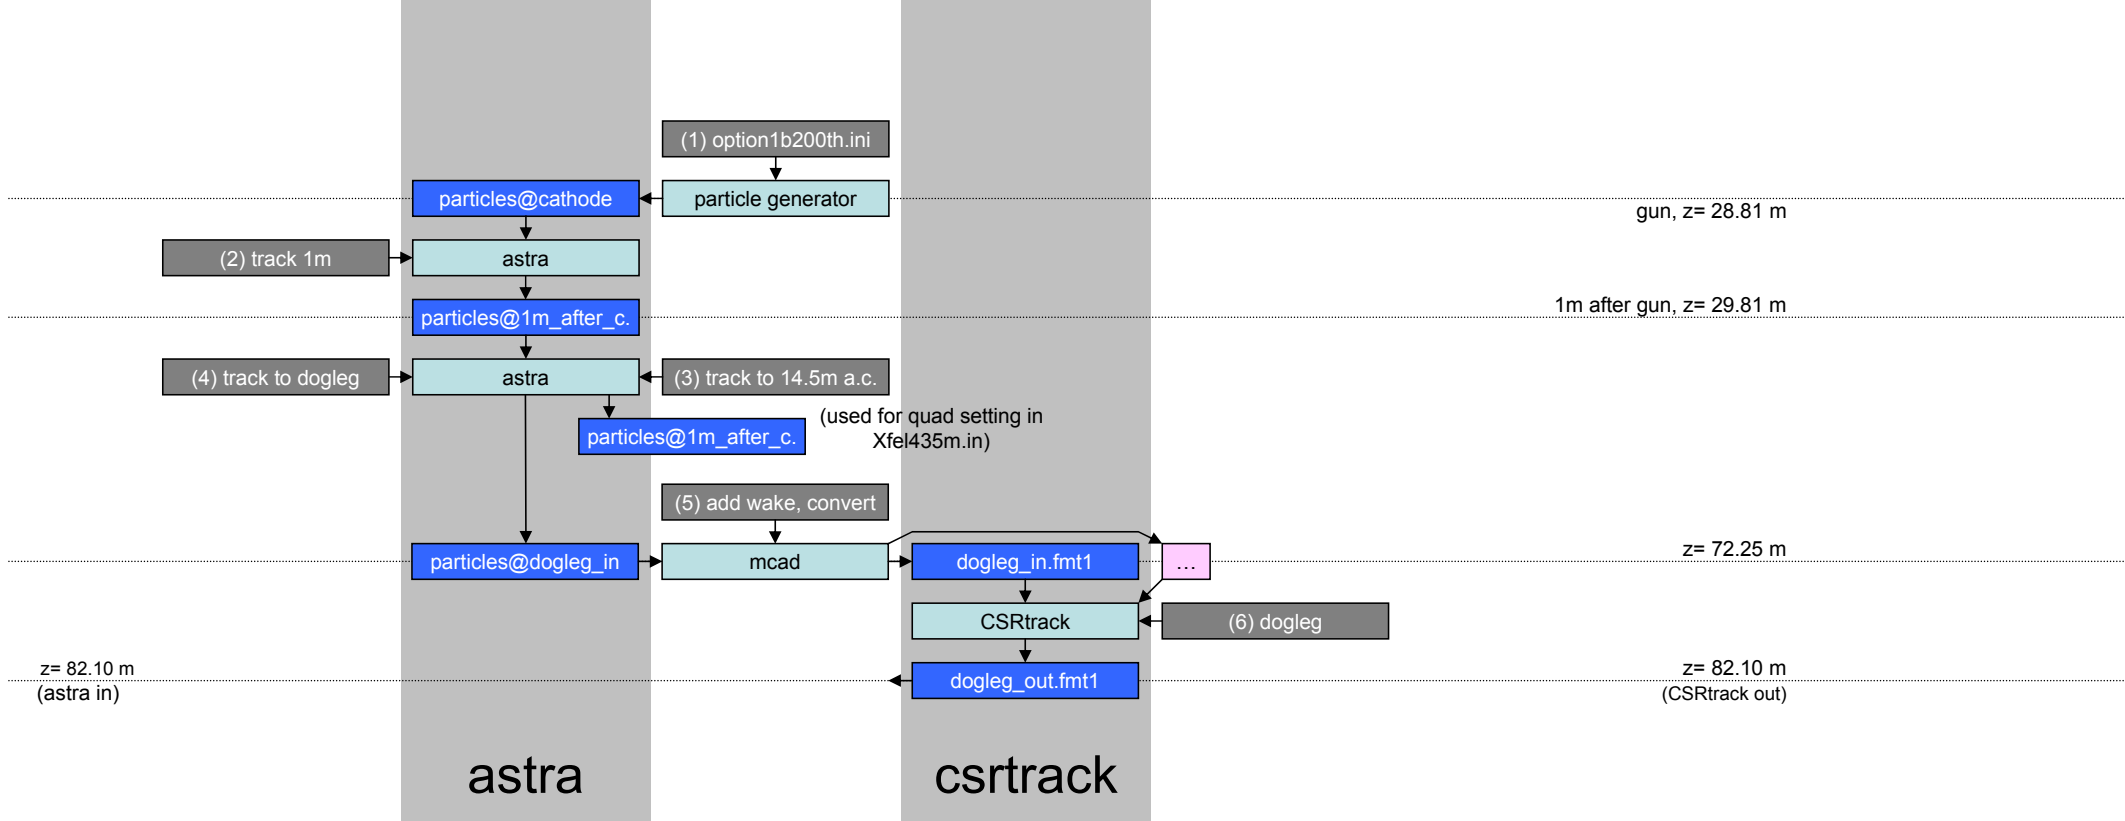 (1) option1b200th.ini
particles@cathode
particle generator
gun, z= 28.81 m
(2) track 1m
astra
1m after gun, z= 29.81 m
particles@1m_after_c.
(4) track to dogleg
astra
(3) track to 14.5m a.c.
(used for quad setting in
Xfel435m.in)
particles@1m_after_c.
(5) add wake, convert
particles@dogleg_in
mcad
dogleg_in.fmt1
...
z= 72.25 m
CSRtrack
(6) dogleg
z= 82.10 m
(astra in)
dogleg_out.fmt1
z= 82.10 m
(CSRtrack out)
astra
csrtrack